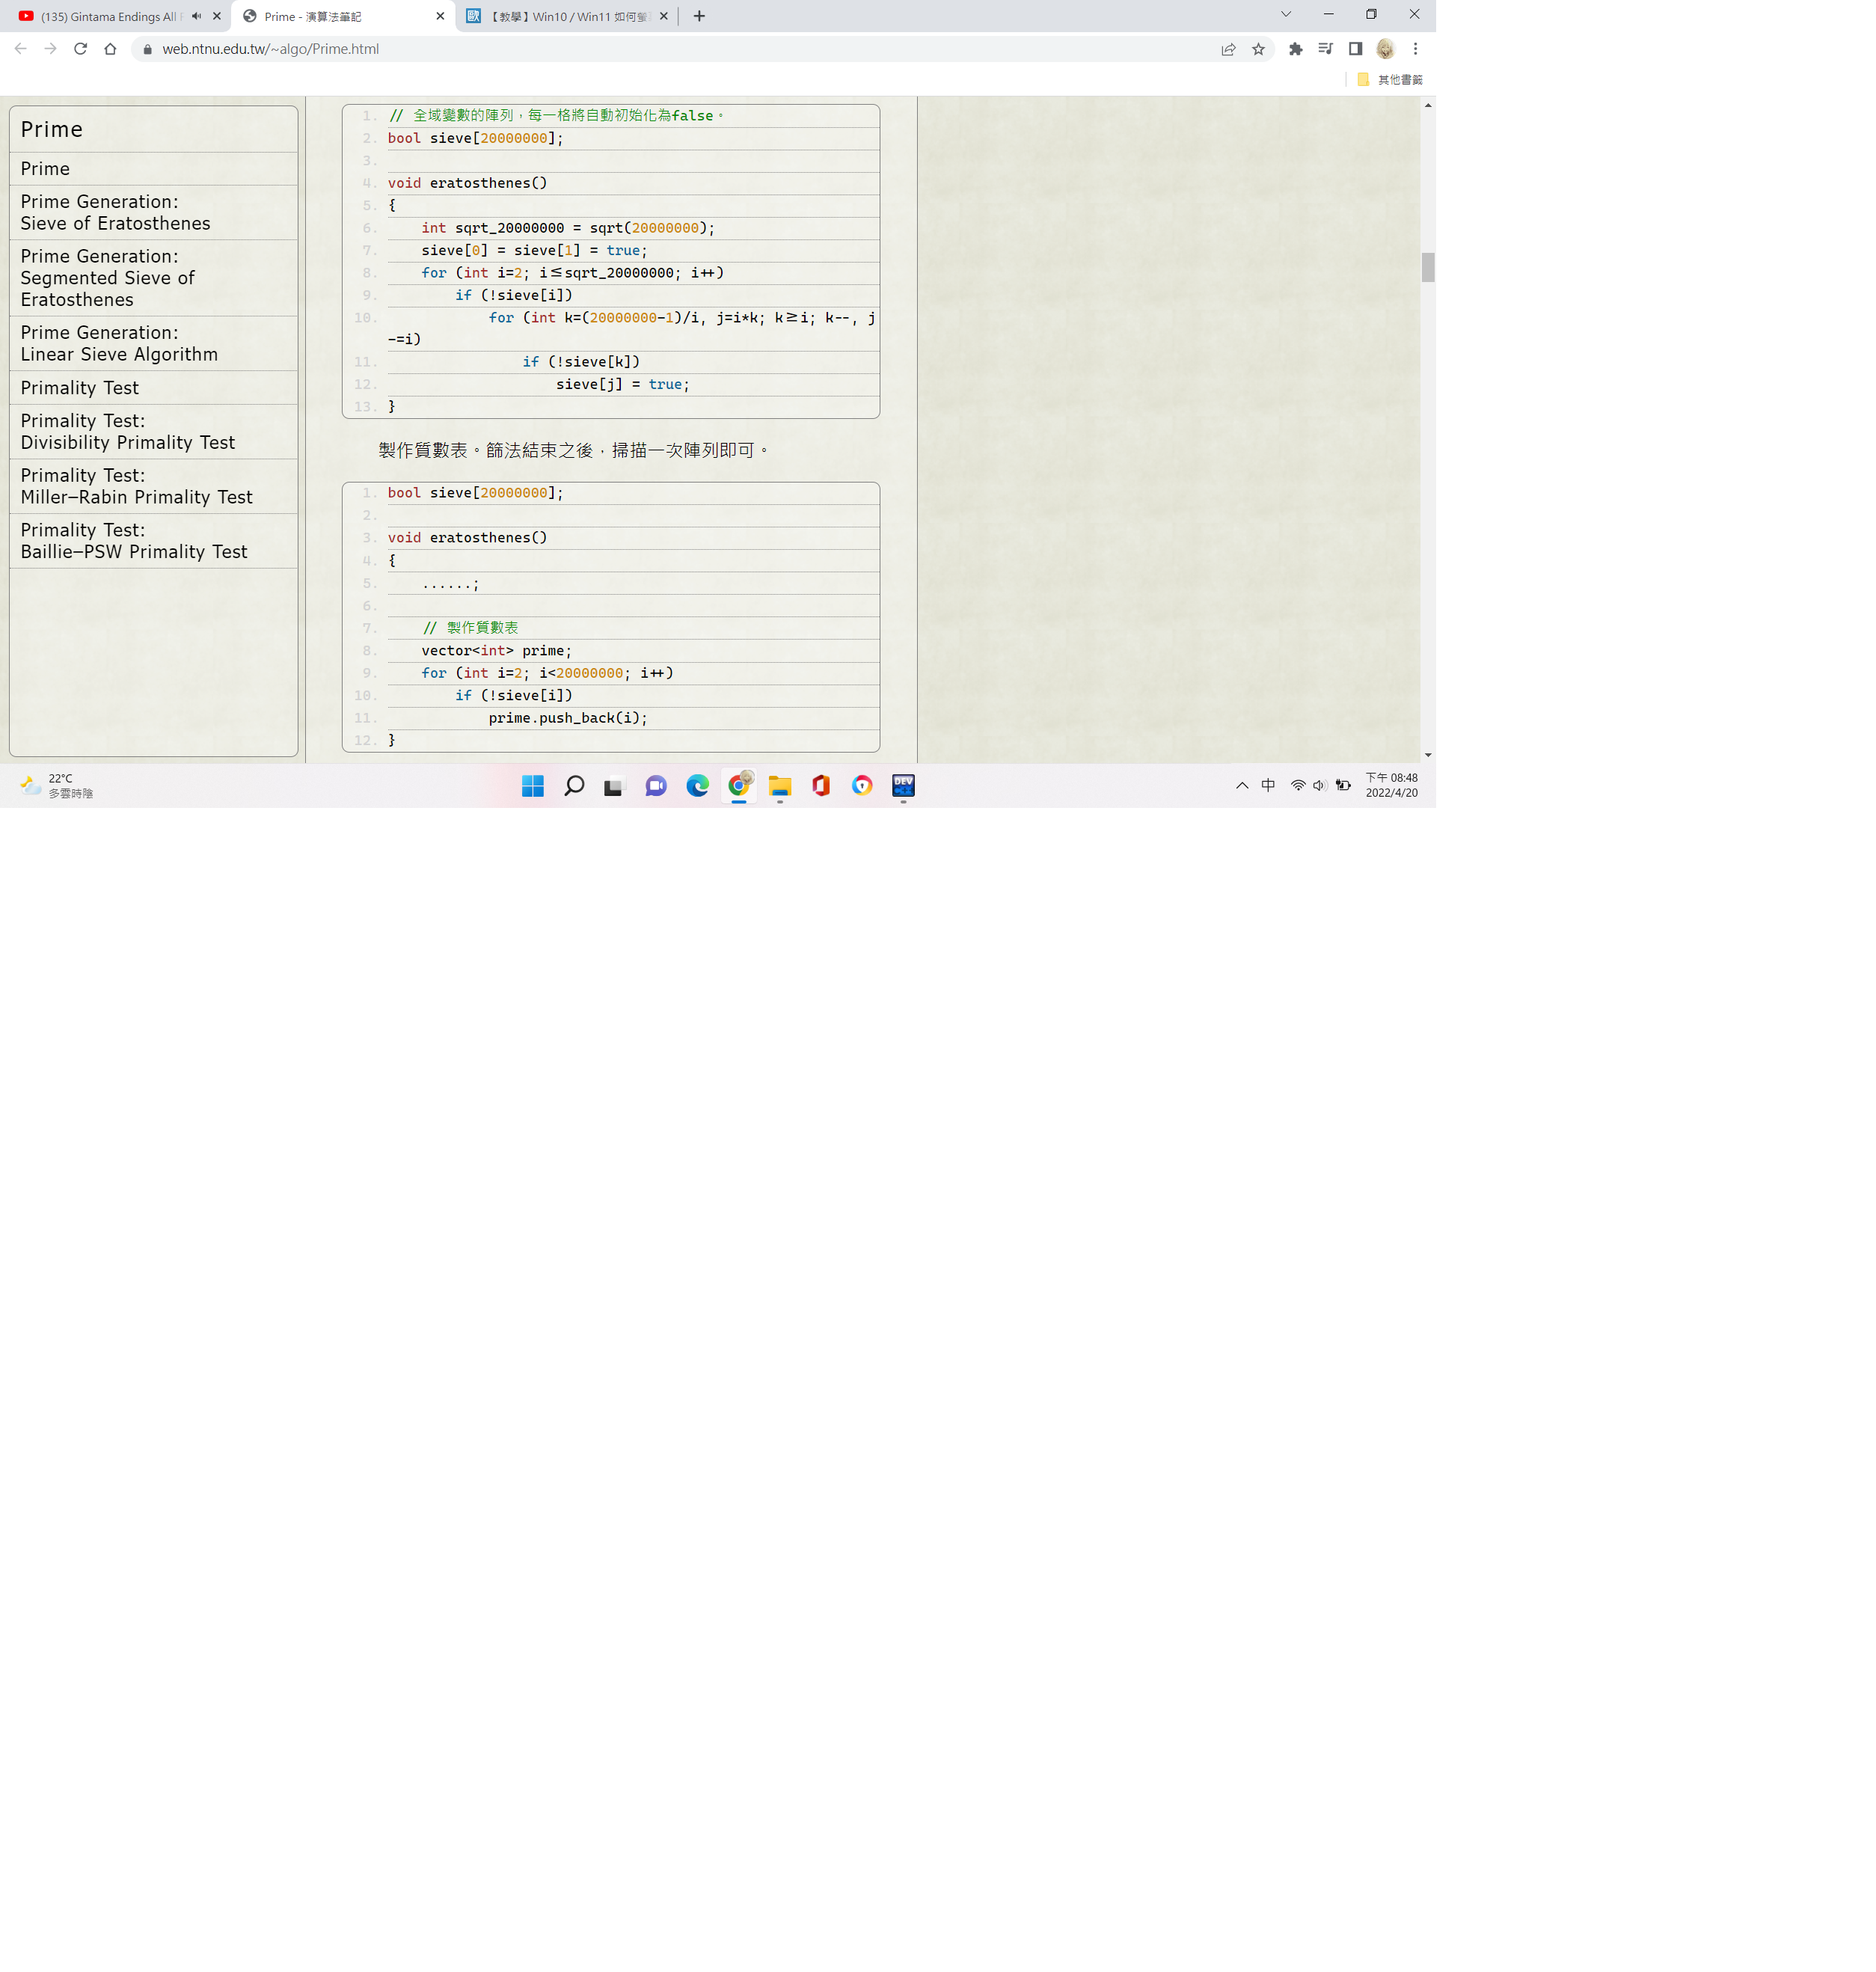 (135) Gintama Endings All
Prime - 演算法筆記
【教學】Win10 / Win11 如何螢
web.ntnu.edu.tw/~algo/Prime.html
其他書籤
Prime
Prime
Prime Generation:
Sieve of Eratosthenes
Prime Generation:
Segmented Sieve of
Eratosthenes
Prime Generation:
Linear Sieve Algorithm
Primality Test
Primality Test:
Divisibility Primality Test
Primality Test:
Miller–Rabin Primality Test
Primality Test:
Baillie–PSW Primality Test
1. // 全域變數的陣列，每一格將自動初始化為false。
2. bool sieve[20000000];
3.
4. void eratosthenes()
5. {
6. int sqrt_20000000 = sqrt(20000000);
7. sieve[0] = sieve[1] = true;
8. for (int i=2; i≤sqrt_20000000; i++)
9. if (!sieve[i])
10. for (int k=(20000000-1)/i, j=i*k; k≥i; k--, j
-=i)
11. if (!sieve[k])
12. sieve[j] = true;
13. }
製作質數表。篩法結束之後，掃描一次陣列即可。
1. bool sieve[20000000];
2.
3. void eratosthenes()
4. {
5. ......;
6.
7. // 製作質數表
8. vector<int> prime;
9. for (int i=2; i<20000000; i++)
10. if (!sieve[i])
11. prime.push_back(i);
12. }
22°C
多雲時陰
DEV
中
下午 08:48
2022/4/20